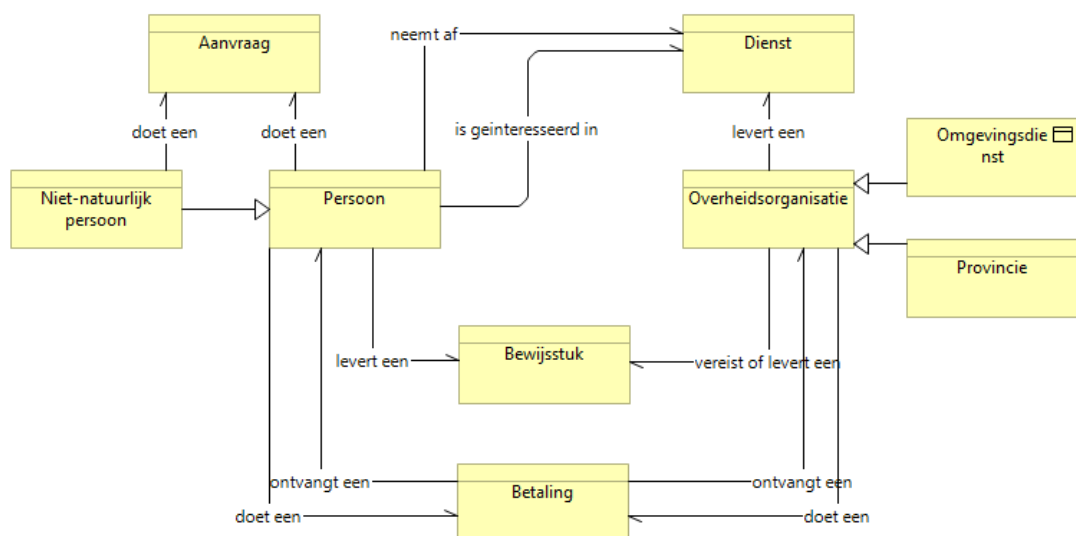 neemt af
Aanvraag
Dienst
doet een
doet een
is geinteresseerd in
levert een
Omgevingsdie
nst
Niet-natuurlijk
persoon
Persoon
Overheidsorganisatie
Provincie
levert een
Bewijsstuk
vereist of levert een
ontvangt een
Betaling
ontvangt een
doet een
doet een